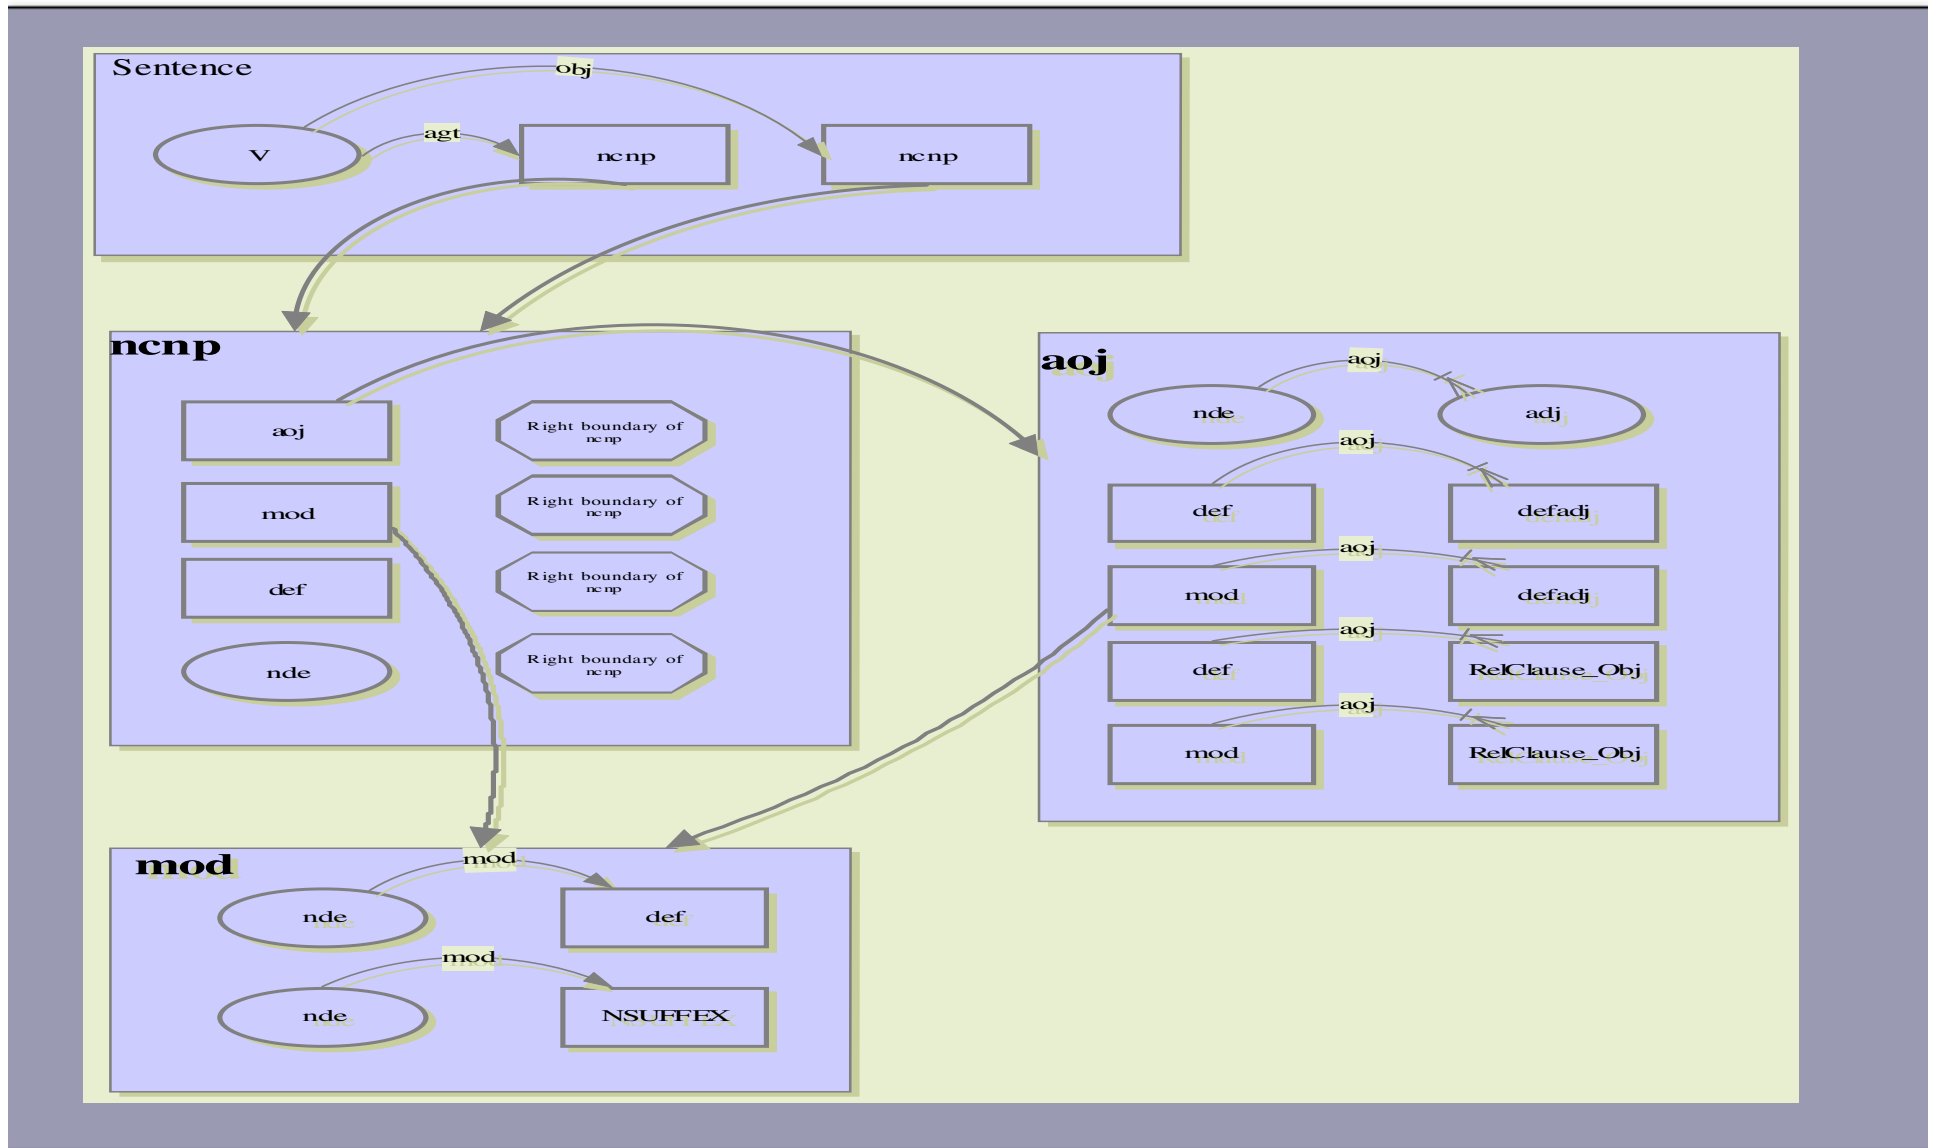 Sentence
obj
agt
V
ncnp
ncnp
ncnp
aoj
Right boundary of
ncnp
mod
Right boundary of
ncnp
def
Right boundary of
ncnp
nde
Right boundary of
ncnp
aoj
aoj
nde
adj
aoj
def
defadj
aoj
mod
defadj
aoj
def
RelClause_Obj
aoj
mod
RelClause_Obj
mod
mod
nde
def
mod
nde
NSUFFEX